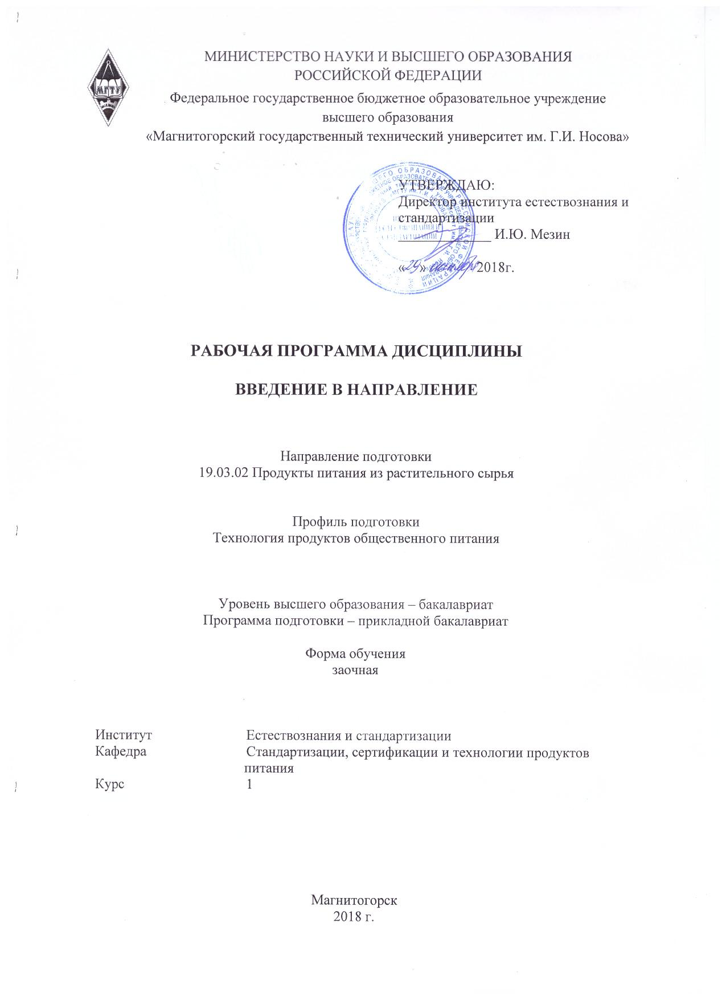 МИНИСТЕРСТВО НАУКИ И ВЫСШЕГО ОБРАЗОВАНИЯ
РОССИЙСКОЙ ФЕДЕРАЦИИ
Федеральное государственное бюджетное образовательное учреждение
высшего образования
«Магнитогорский государственный технический университет им. Г.И. Носова»
МГТУ
УТВЕРЖДАЮ:
Директор института естествознания и
стандартизации
И.Ю. Мезин
«29» 2018г.
РАБОЧАЯ ПРОГРАММА ДИСЦИПЛИНЫ
ВВЕДЕНИЕ В НАПРАВЛЕНИЕ
Направление подготовки
19.03.02 Продукты питания из растительного сырья
Профиль подготовки
Технология продуктов общественного питания
Уровень высшего образования – бакалавриат
Программа подготовки – прикладной бакалавриат
Форма обучения
заочная
Институт Естествознания и стандартизации
Кафедра Стандартизации, сертификации и технологии продуктов
питания
Курс 1
Магнитогорск
2018 г.